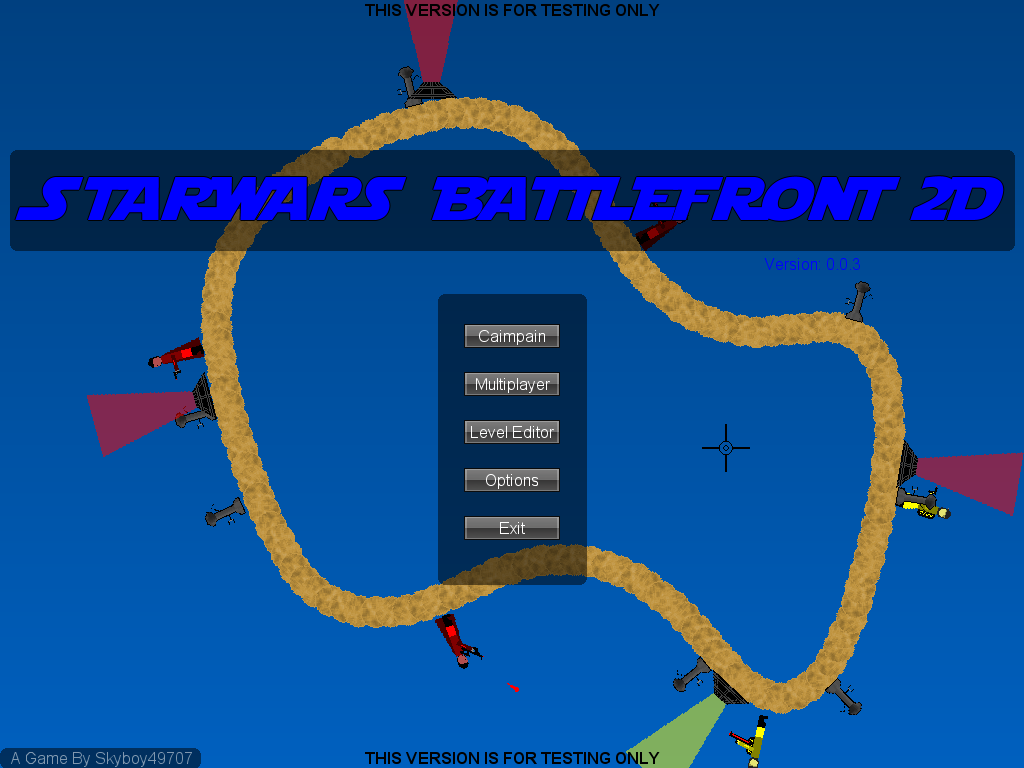 THIS VERSION IS FOR TESTING ONLY
STARWARS BATTLEFRONT 2D
Version: 0.0.3
Caimpain
Multiplayer
Level Editor
Options
Exit
A Game By Skyboy49707
THIS VERSION IS FOR TESTING ONLY